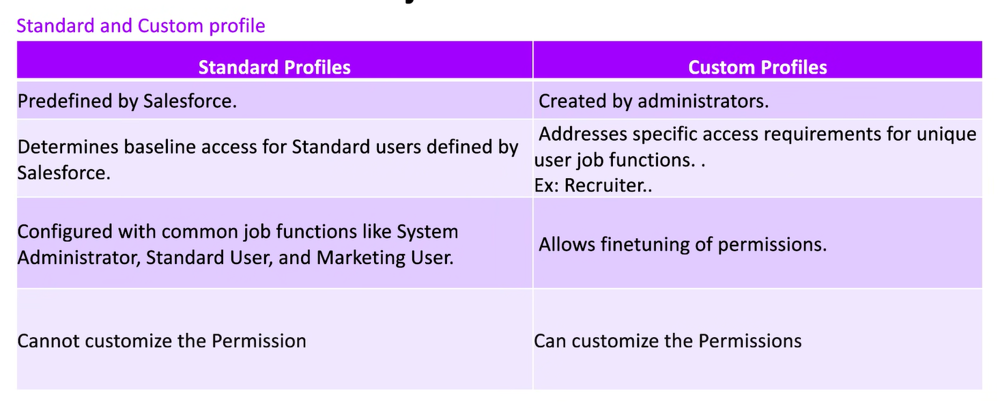 Standard and Custom profile
Standard Profiles
Custom Profiles
Predefined by Salesforce.
Created by administrators.
Determines baseline access for Standard users defined by
Salesforce.
Addresses specific access requirements for unique
user job functions. .
Ex: Recruiter..
Configured with common job functions like System
Administrator, Standard User, and Marketing User.
Allows finetuning of permissions.
Cannot customize the Permission
Can customize the Permissions